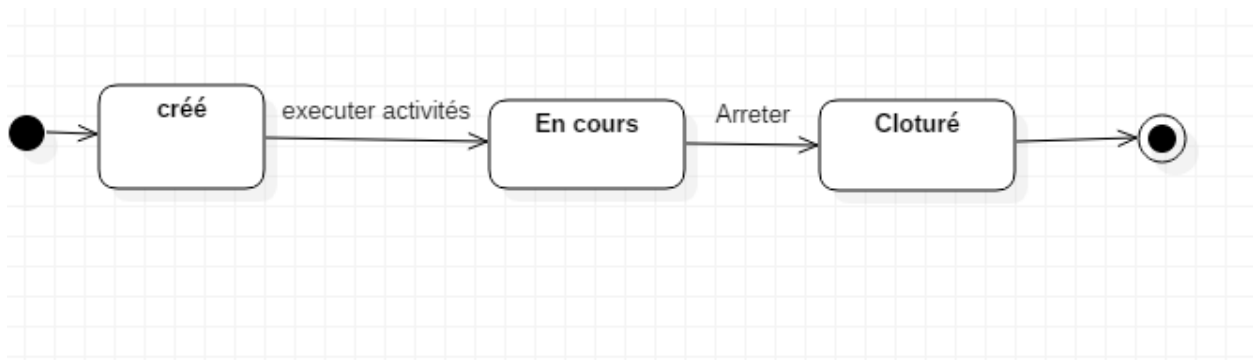 créé
executer activités
En cours
Arreter
Cloturé